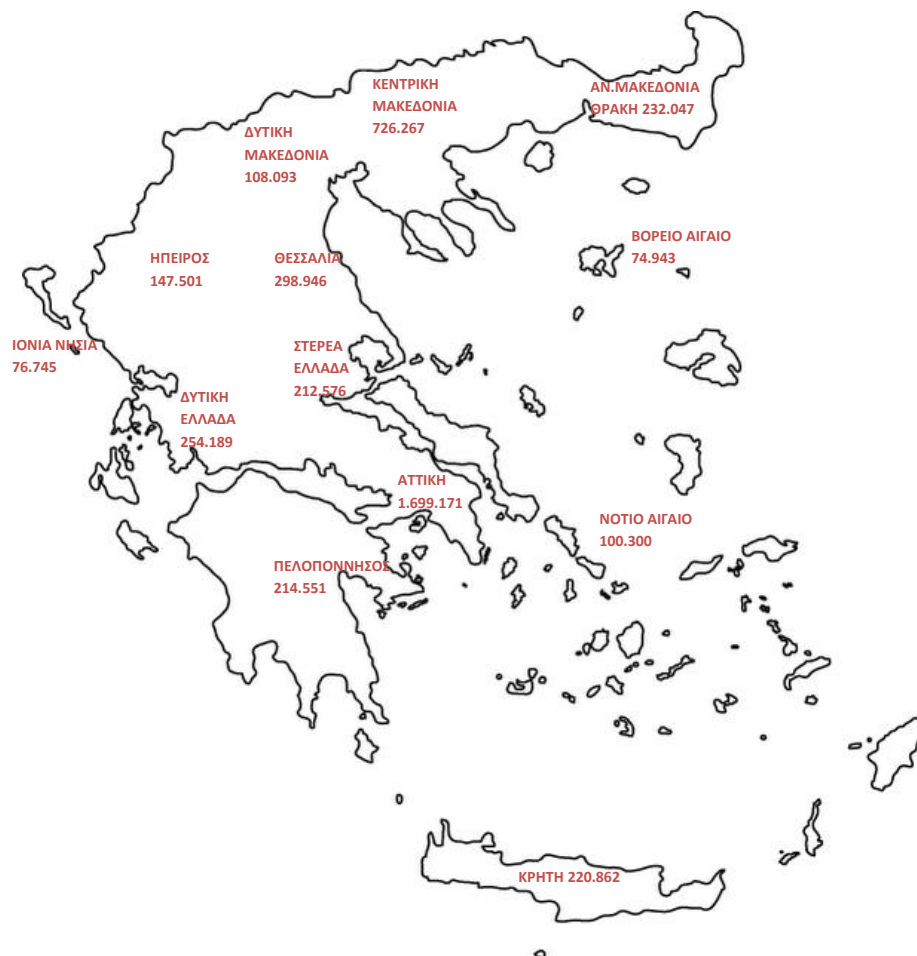 ΚΕΝΤΡΙΚΗ
ΜΑΚΕΔΟΝΙΑ
726.267
ΑΝ.ΜΑΚΕΔΟΝΙΑ
ΘΡΑΚΗ 232.047
ΔΥΤΙΚΗ
ΜΑΚΕΔΟΝΙΑ
108.093
ΒΟΡΕΙΟ ΑΙΓΑΙΟ
74.943
ΗΠΕΙΡΟΣ
147.501
ΘΕΣΣΑΛΙΑ
298.946
ΙΟΝΙΑ ΝΗΣΙΑ
76.745
ΣΤΕΡΕΑ
ΕΛΛΑΔΑ
212.576
ΔΥΤΙΚΗ
ΕΛΛΑΔΑ
254.189
ΑΤΤΙΚΗ
1.699.171
ΝΟΤΙΟ ΑΙΓΑΙΟ
100.300
ΠΕΛΟΠΟΝΝΗΣΟΣ
214.551
ΚΡΗΤΗ 220.862